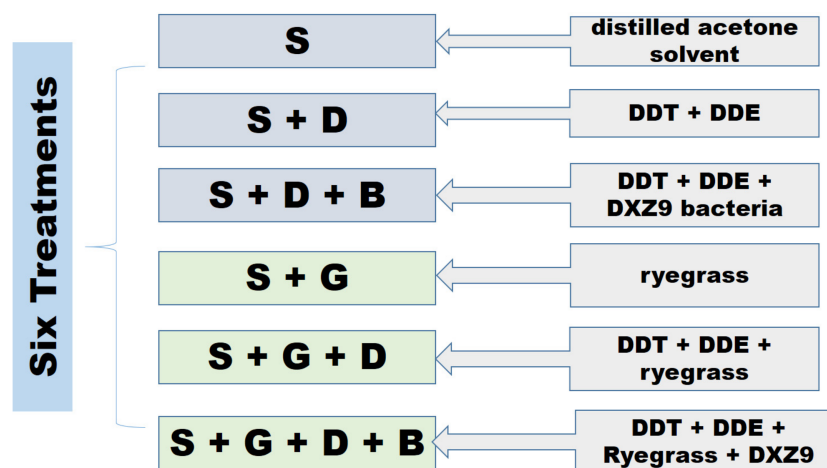 Six Treatments
S
distilled acetone
solvent
S + D
DDT + DDE
S + D + B
DDT + DDE +
DXZ9 bacteria
S + G
ryegrass
S + G + D
DDT + DDE +
ryegrass
S + G + D + B
DDT + DDE +
Ryegrass + DXZ9